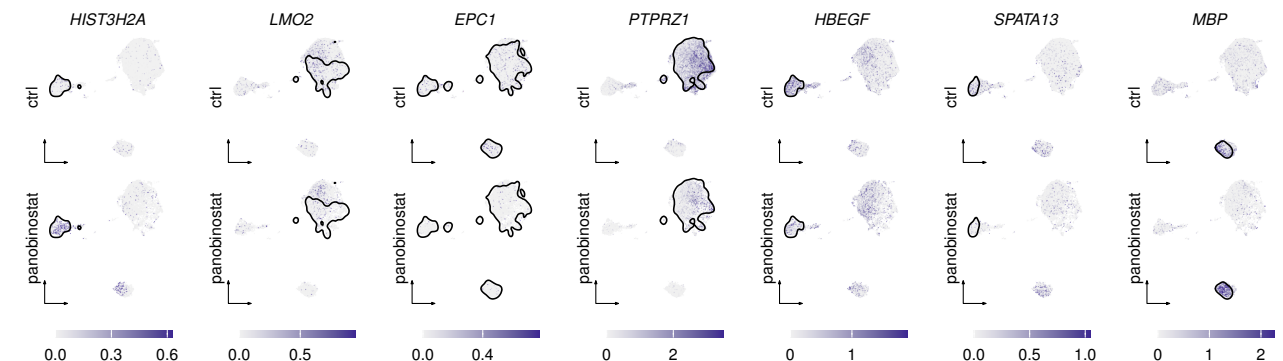 HIST3H2A LMO2 EPC1 PTPRZ1 HBEGF SPATA13 MBP
ctrl ctrl ctrl ctrl ctrl ctrl ctrl
panobinostat panobinostat panobinostat panobinostat panobinostat panobinostat panobinostat
0.0 0.3 0.6 0.0 0.5 0 0.4 0 2 0 1 0.0 0.5 1.0 0 1 2